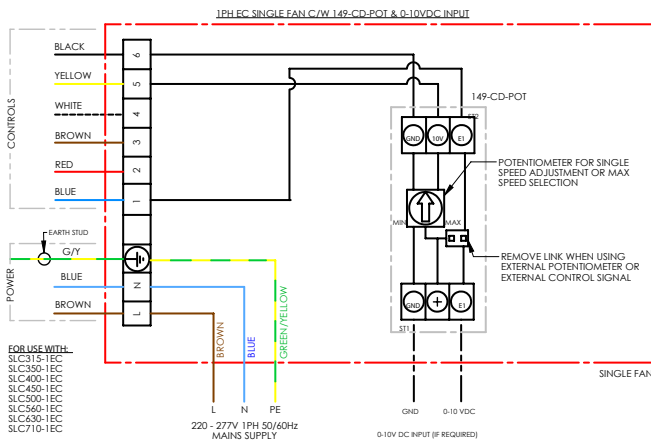 1PH EC SINGLE FAN C/W 149-CD-POT & 0-10VDC INPUT
CONTROLS
BLACK
YELLOW
WHITE
BROWN
RED
BLUE
6
5
4
3
2
1
POWER
EARTH STUD
G/Y
BLUE
BROWN
N
L
149-CD-POT
ST2
GND
10V
E1
POTENTIOMETER FOR SINGLE
SPEED ADJUSTMENT OR MAX
SPEED SELECTION
MIN
MAX
REMOVE LINK WHEN USING
EXTERNAL POTENTIOMETER OR
EXTERNAL CONTROL SIGNAL
GND
+
E1
ST1
BROWN
BLUE
GREEN/YELLOW
SINGLE FAN
FOR USE WITH:
SLC315-1EC
SLC350-1EC
SLC400-1EC
SLC450-1EC
SLC500-1EC
SLC560-1EC
SLC630-1EC
SLC710-1EC
L
N
PE
220 - 277V 1PH 50/60Hz
MAINS SUPPLY
GND
0-10 VDC
0-10V DC INPUT (IF REQUIRED)